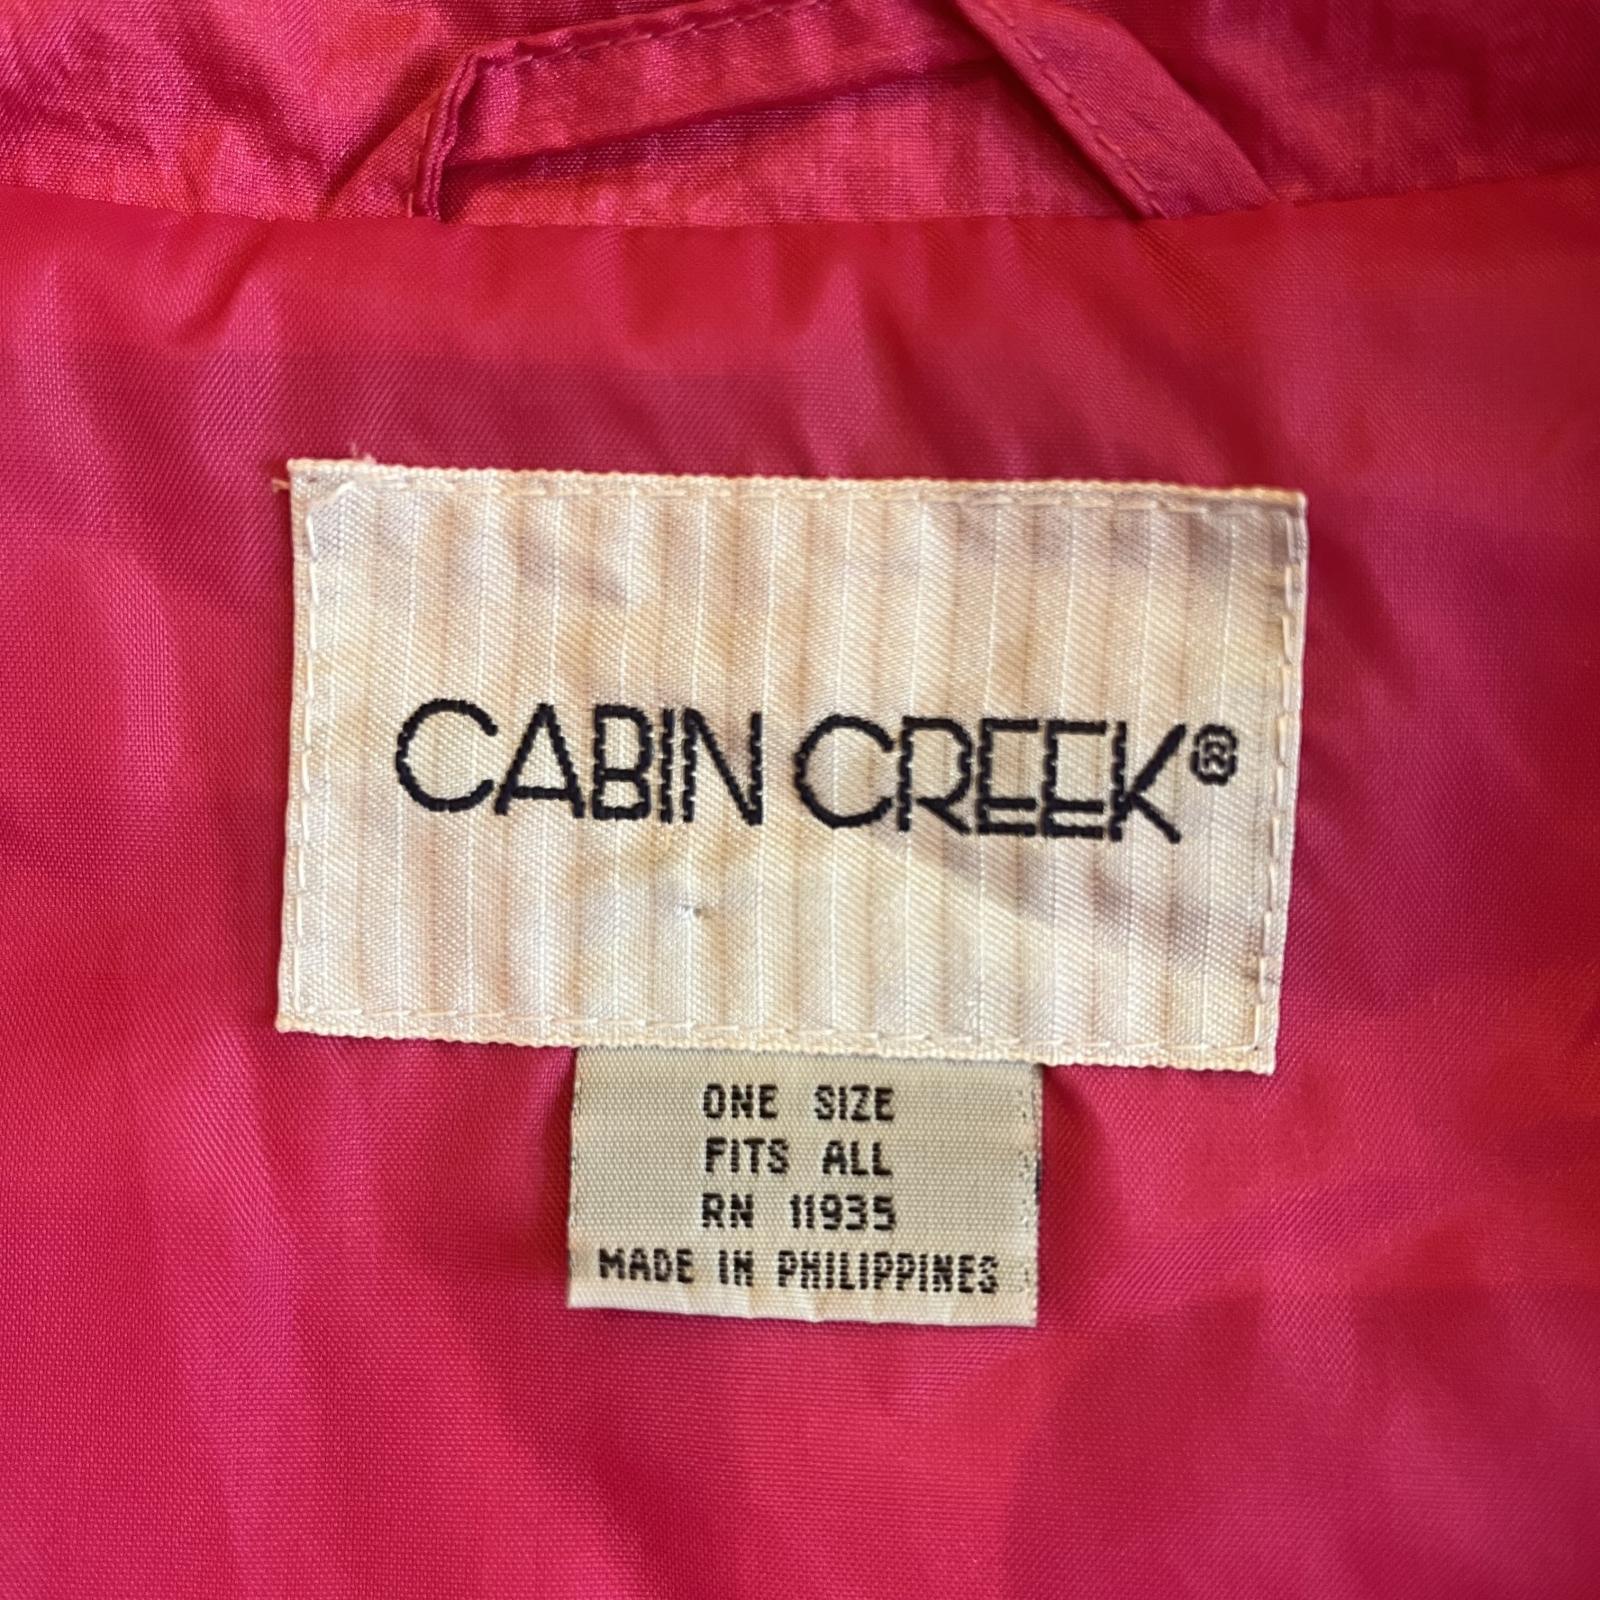 CABIN CREEK®
ONE SIZE
FITS ALL
RN 11935
MADE IN PHILIPPINES